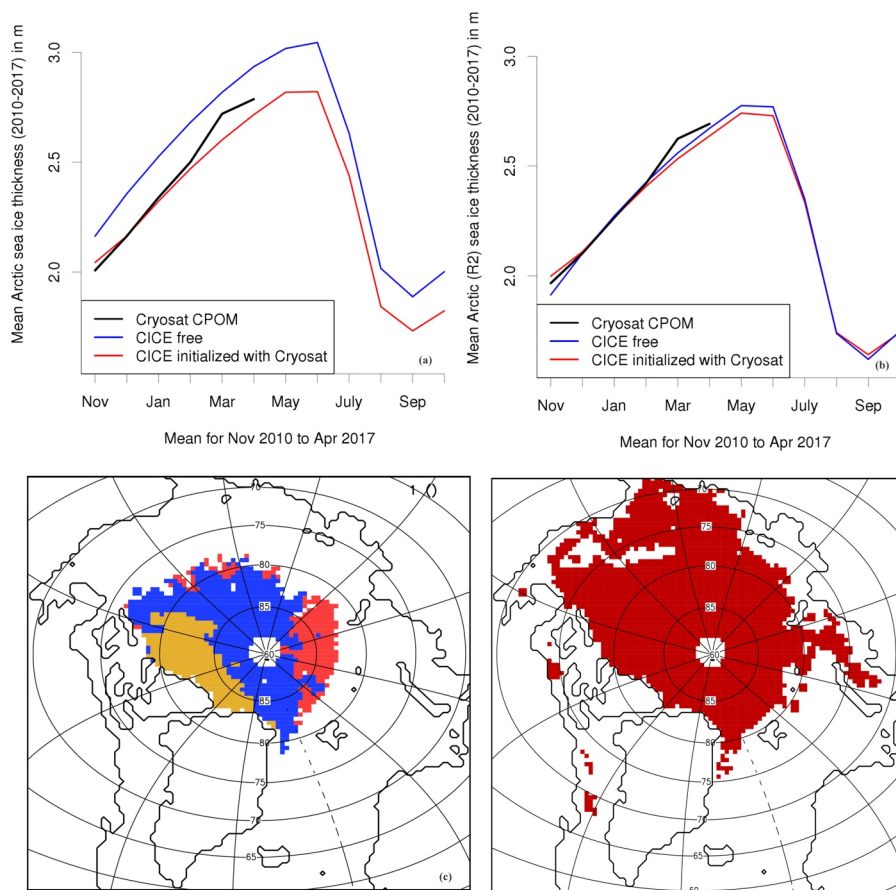 Mean Arctic sea ice thickness (2010-2017) in m
3.0
2.5
2.0
Cryosat CPOM
CICE free
CICE initialized with Cryosat
(a)
Nov Jan Mar May July Sep
Mean for Nov 2010 to Apr 2017
Mean Arctic (R2) sea ice thickness (2010-2017) in m
3.0
2.5
2.0
Cryosat CPOM
CICE free
CICE initialized with Cryosat
(b)
Nov Jan Mar May July Sep
Mean for Nov 2010 to Apr 2017
70
75
80
85
85
80
75
70
65
(c)
70
75
80
85
85
80
75
70
65